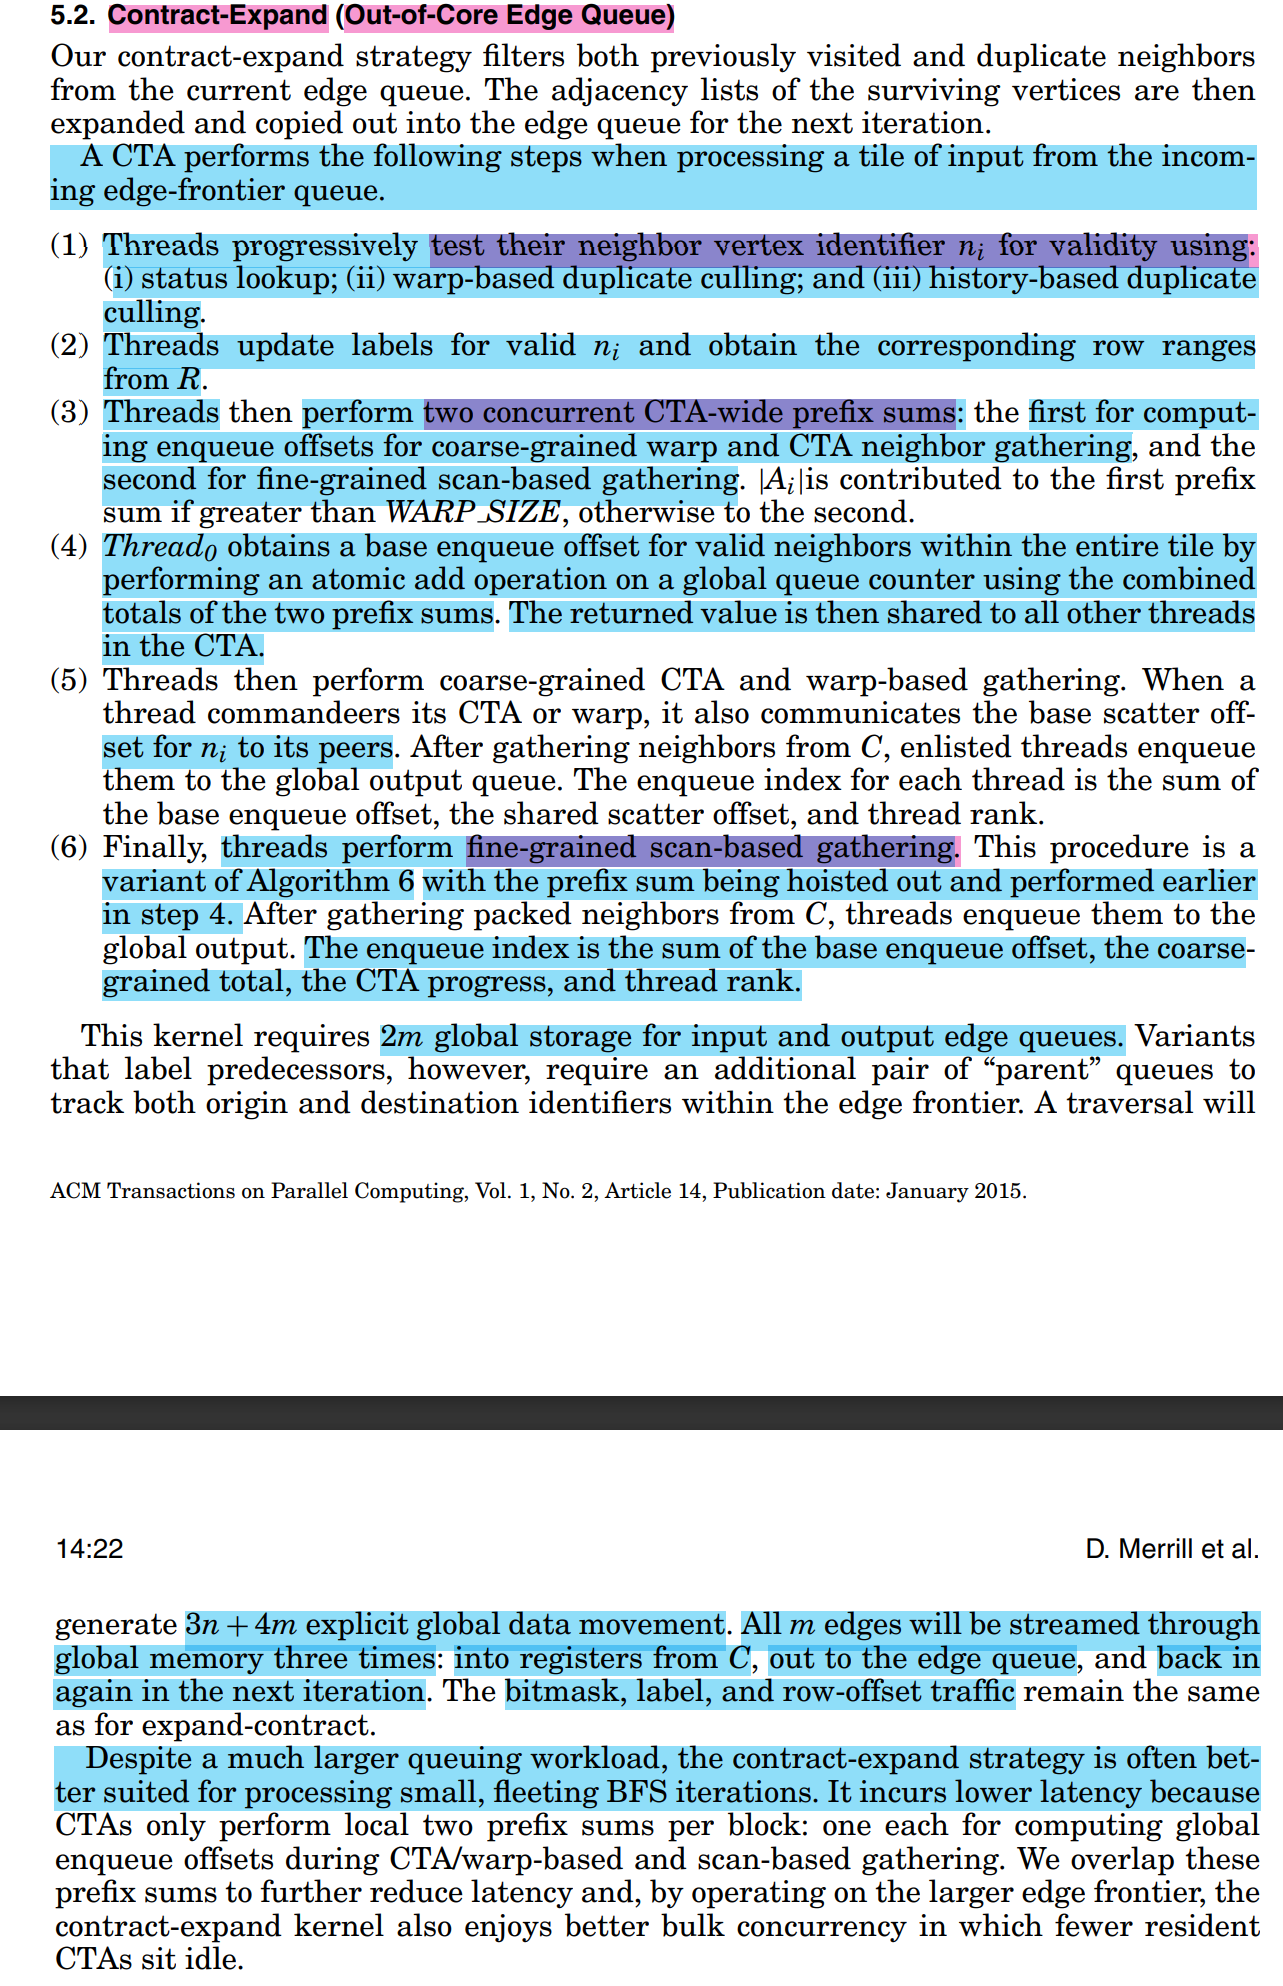 5.2. Contract-Expand (Out-of-Core Edge Queue)
Our contract-expand strategy filters both previously visited and duplicate neighbors
from the current edge queue. The adjacency lists of the surviving vertices are then
expanded and copied out into the edge queue for the next iteration.
A CTA performs the following steps when processing a tile of input from the incom-
ing edge-frontier queue.
(1) Threads progressively test their neighbor vertex identifier nᵢ for validity using:
(i) status lookup; (ii) warp-based duplicate culling; and (iii) history-based duplicate
culling.
(2) Threads update labels for valid nᵢ and obtain the corresponding row ranges
from R.
(3) Threads then perform two concurrent CTA-wide prefix sums: the first for comput-
ing enqueue offsets for coarse-grained warp and CTA neighbor gathering, and the
second for fine-grained scan-based gathering. |Aᵢ|is contributed to the first prefix
sum if greater than WARP_SIZE, otherwise to the second.
(4) Thread₀ obtains a base enqueue offset for valid neighbors within the entire tile by
performing an atomic add operation on a global queue counter using the combined
totals of the two prefix sums. The returned value is then shared to all other threads
in the CTA.
(5) Threads then perform coarse-grained CTA and warp-based gathering. When a
thread commandeers its CTA or warp, it also communicates the base scatter off-
set for nᵢ to its peers. After gathering neighbors from C, enlisted threads enqueue
them to the global output queue. The enqueue index for each thread is the sum of
the base enqueue offset, the shared scatter offset, and thread rank.
(6) Finally, threads perform fine-grained scan-based gathering. This procedure is a
variant of Algorithm 6 with the prefix sum being hoisted out and performed earlier
in step 4. After gathering packed neighbors from C, threads enqueue them to the
global output. The enqueue index is the sum of the base enqueue offset, the coarse-
grained total, the CTA progress, and thread rank.
This kernel requires 2m global storage for input and output edge queues. Variants
that label predecessors, however, require an additional pair of “parent” queues to
track both origin and destination identifiers within the edge frontier. A traversal will
ACM Transactions on Parallel Computing, Vol. 1, No. 2, Article 14, Publication date: January 2015.
14:22 D. Merrill et al.
generate 3n + 4m explicit global data movement. All m edges will be streamed through
global memory three times: into registers from C, out to the edge queue, and back in
again in the next iteration. The bitmask, label, and row-offset traffic remain the same
as for expand-contract.
Despite a much larger queuing workload, the contract-expand strategy is often bet-
ter suited for processing small, fleeting BFS iterations. It incurs lower latency because
CTAs only perform local two prefix sums per block: one each for computing global
enqueue offsets during CTA/warp-based and scan-based gathering. We overlap these
prefix sums to further reduce latency and, by operating on the larger edge frontier, the
contract-expand kernel also enjoys better bulk concurrency in which fewer resident
CTAs sit idle.